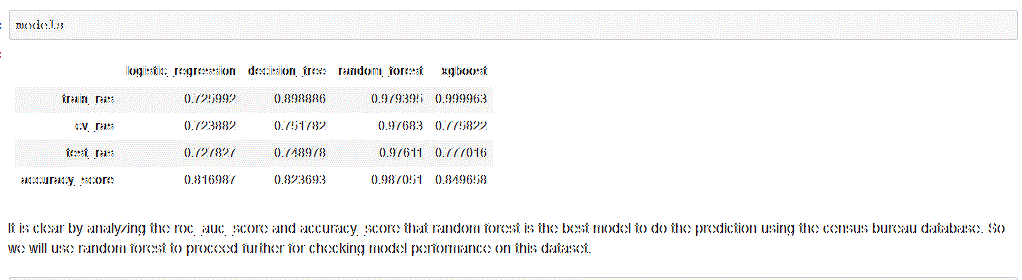 models
logistic_regression decision_tree random_forest xgboost
train_ras 0.725992 0.898886 0.979395 0.999963
cv_ras 0.723882 0.751782 0.97683 0.775822
test_ras 0.727827 0.748978 0.97611 0.777016
accuracy_score 0.816987 0.823693 0.987051 0.849658
It is clear by analyzing the roc_auc_score and accuracy_score that random forest is the best model to do the prediction using the census bureau database. So
we will use random forest to proceed further for checking model performance on this dataset.